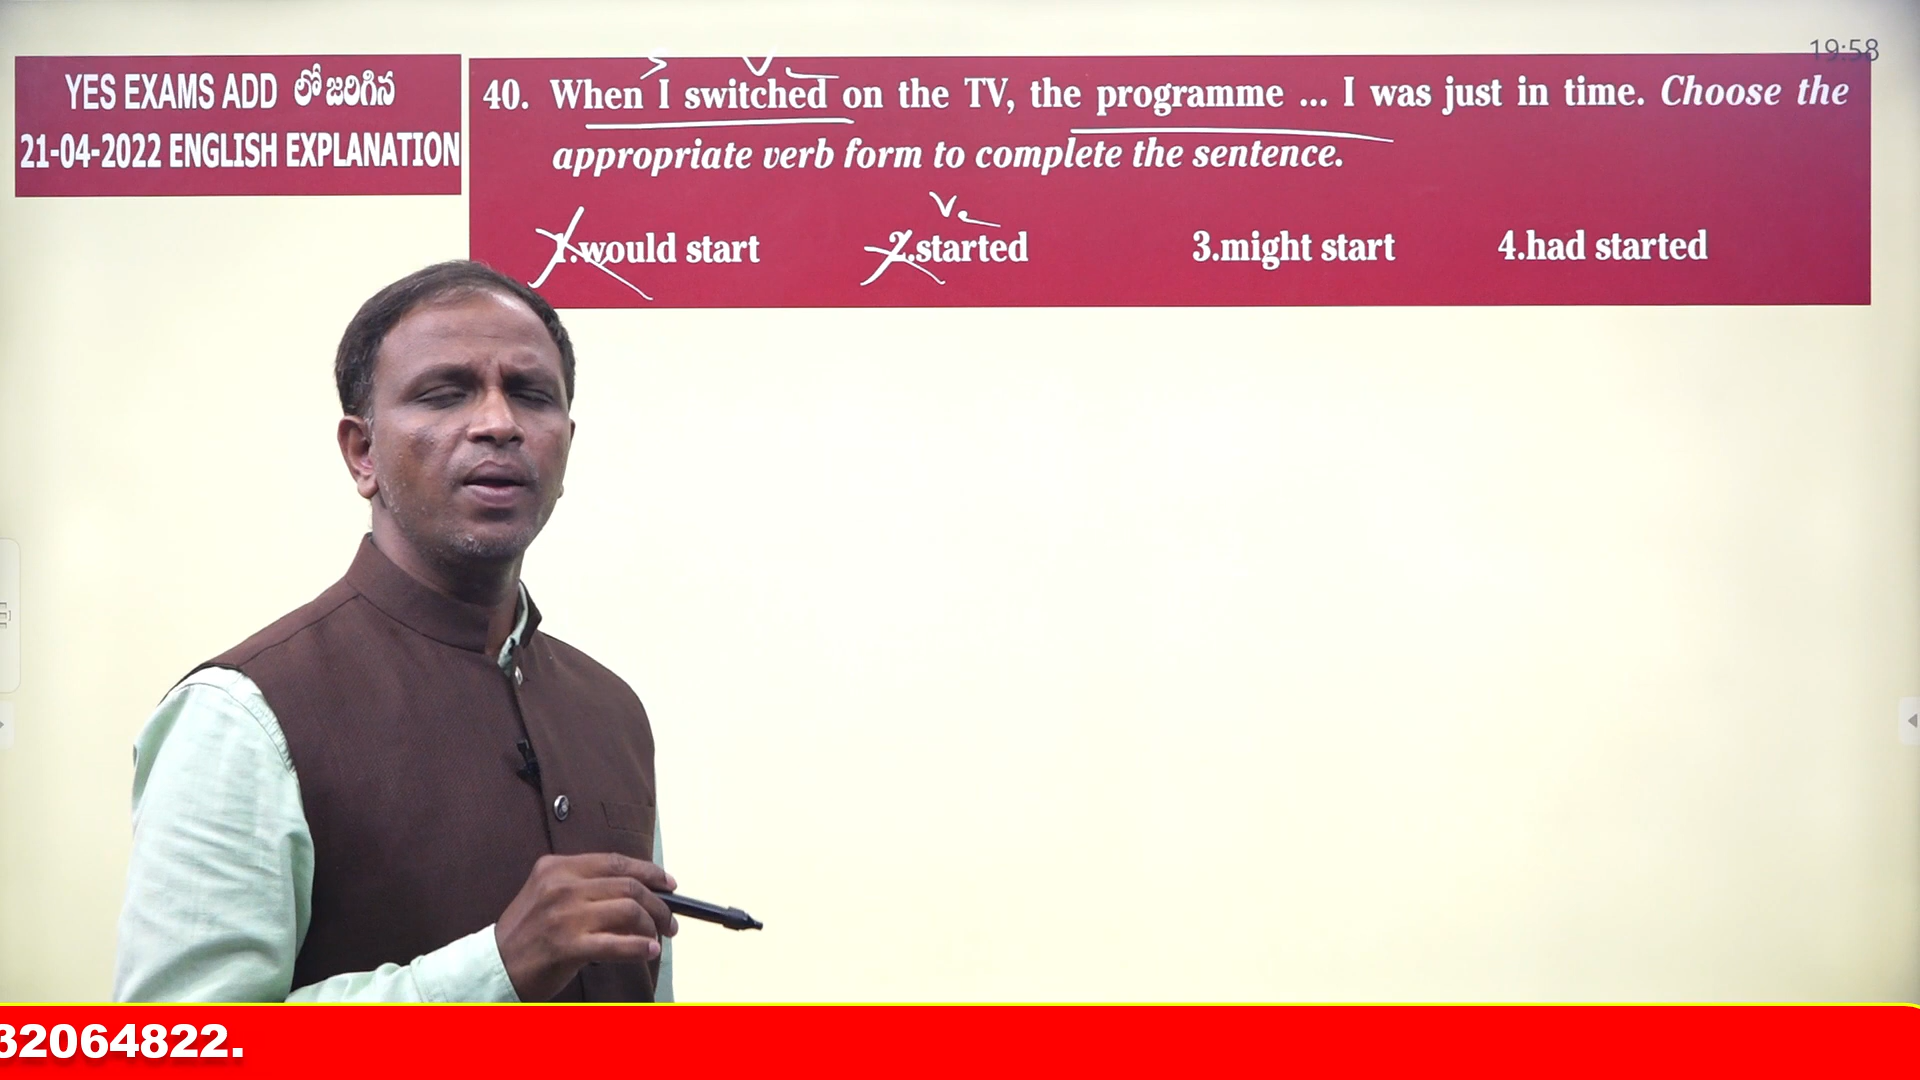 19:58
YES EXAMS ADD లో జరిగిన
21-04-2022 ENGLISH EXPLANATION
40. When I switched on the TV, the programme ... I was just in time. Choose the
appropriate verb form to complete the sentence.
S V
V2
1.would start 2.started 3.might start 4.had started
32064822.